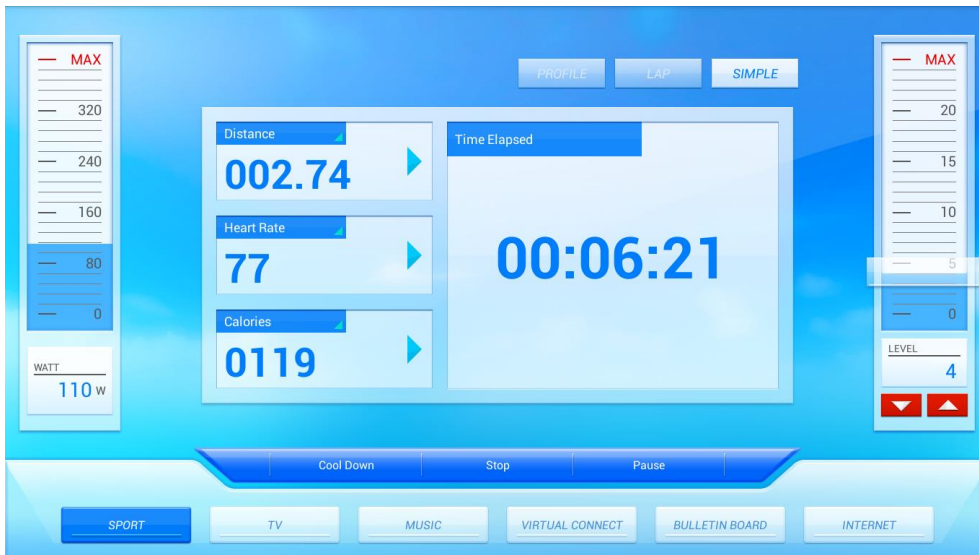 PROFILE
LAP
SIMPLE
MAX
320
240
160
80
0
WATT
110 W
Distance
002.74
Heart Rate
77
Calories
0119
Time Elapsed
00:06:21
MAX
20
15
10
5
0
LEVEL
4
Cool Down
Stop
Pause
SPORT
TV
MUSIC
VIRTUAL CONNECT
BULLETIN BOARD
INTERNET